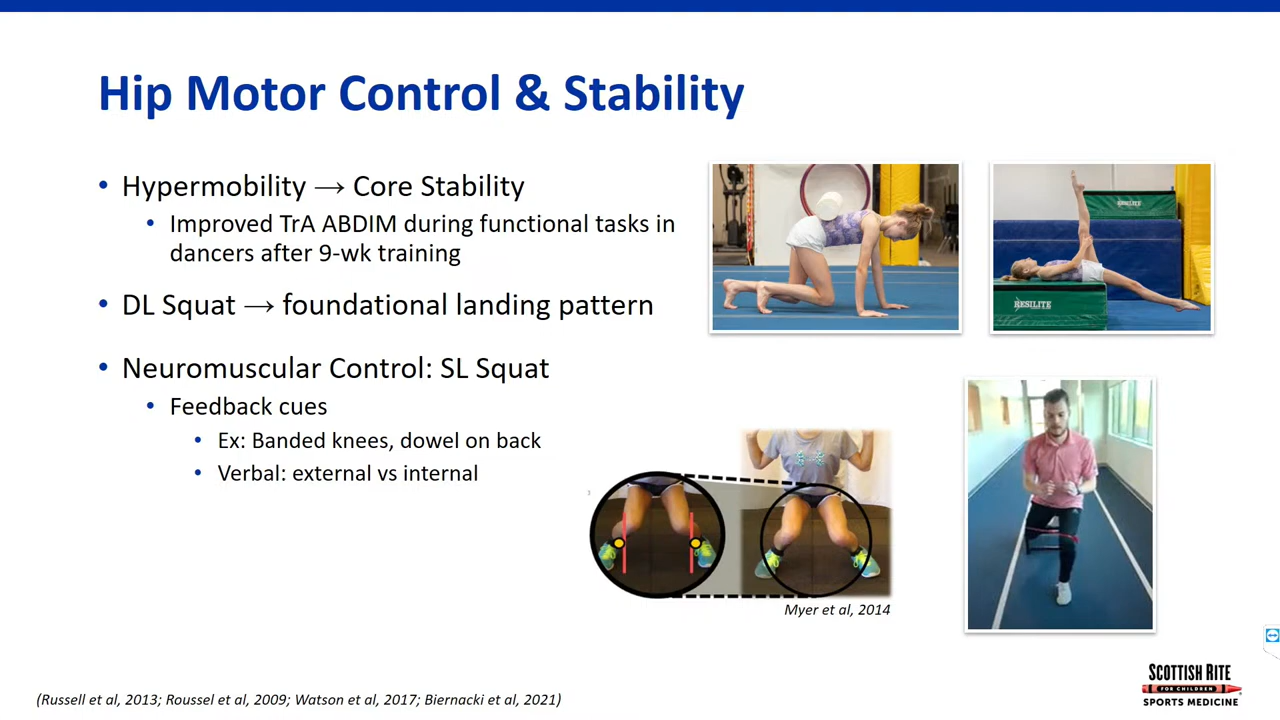 Hip Motor Control & Stability
• Hypermobility → Core Stability
• Improved TrA ABDIM during functional tasks in
dancers after 9-wk training
• DL Squat → foundational landing pattern
• Neuromuscular Control: SL Squat
• Feedback cues
• Ex: Banded knees, dowel on back
• Verbal: external vs internal
RESILITE
RESILITE
Myer et al, 2014
(Russell et al, 2013; Roussel et al, 2009; Watson et al, 2017; Biernacki et al, 2021)
SCOTTISH RITE
FOR CHILDREN
SPORTS MEDICINE